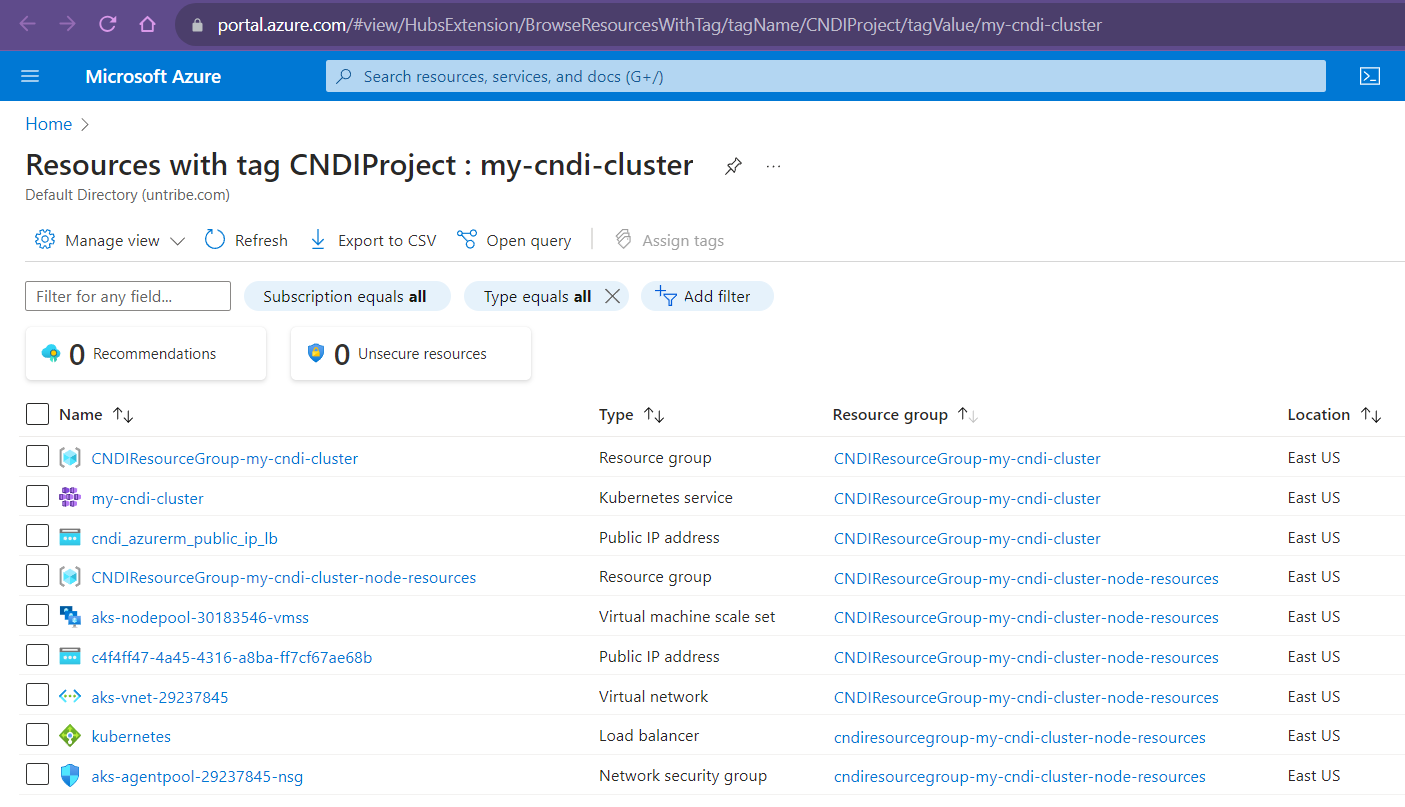 portal.azure.com/#view/HubsExtension/BrowseResourcesWithTag/tagName/CNDIProject/tagValue/my-cndi-cluster
Microsoft Azure Search resources, services, and docs (G+/)
Home
Resources with tag CNDIProject : my-cndi-cluster ...
Default Directory (untribe.com)
Manage view Refresh Export to CSV Open query Assign tags
Filter for any field... Subscription equals all Type equals all Add filter
0 Recommendations 0 Unsecure resources
Name Type Resource group Location
CNDIResourceGroup-my-cndi-cluster Resource group CNDIResourceGroup-my-cndi-cluster East US
my-cndi-cluster Kubernetes service CNDIResourceGroup-my-cndi-cluster East US
cndi_azurerm_public_ip_lb Public IP address CNDIResourceGroup-my-cndi-cluster East US
CNDIResourceGroup-my-cndi-cluster-node-resources Resource group CNDIResourceGroup-my-cndi-cluster-node-resources East US
aks-nodepool-30183546-vmss Virtual machine scale set CNDIResourceGroup-my-cndi-cluster-node-resources East US
c4f4ff47-4a45-4316-a8ba-ff7cf67ae68b Public IP address CNDIResourceGroup-my-cndi-cluster-node-resources East US
aks-vnet-29237845 Virtual network CNDIResourceGroup-my-cndi-cluster-node-resources East US
kubernetes Load balancer cndiresourcegroup-my-cndi-cluster-node-resources East US
aks-agentpool-29237845-nsg Network security group cndiresourcegroup-my-cndi-cluster-node-resources East US